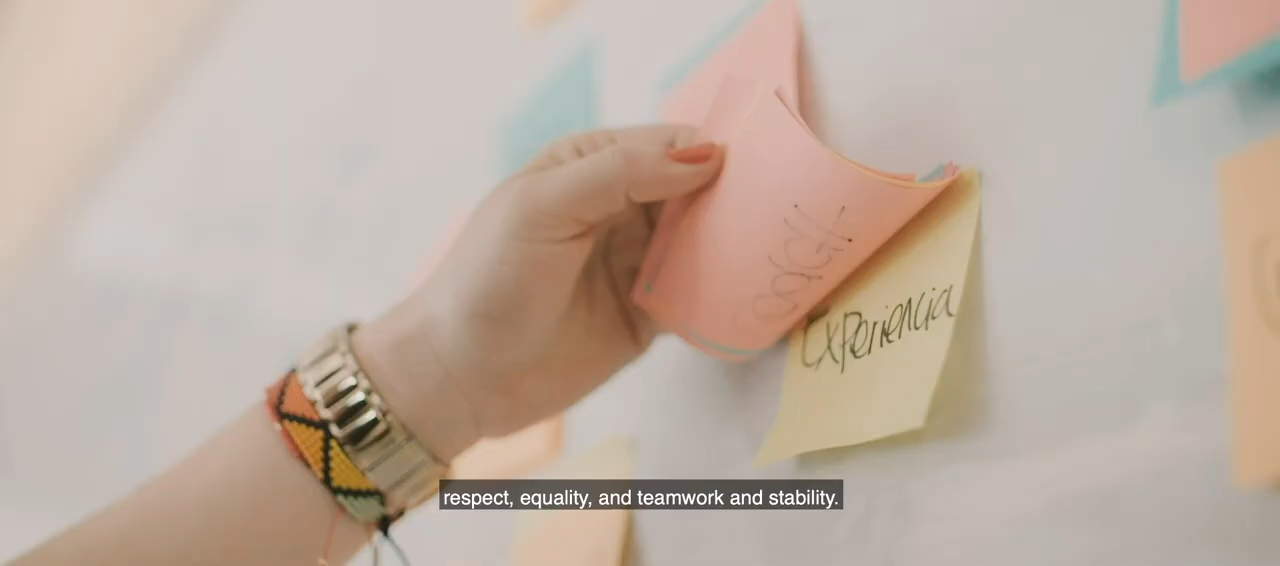 Experiencia
respect, equality, and teamwork and stability.